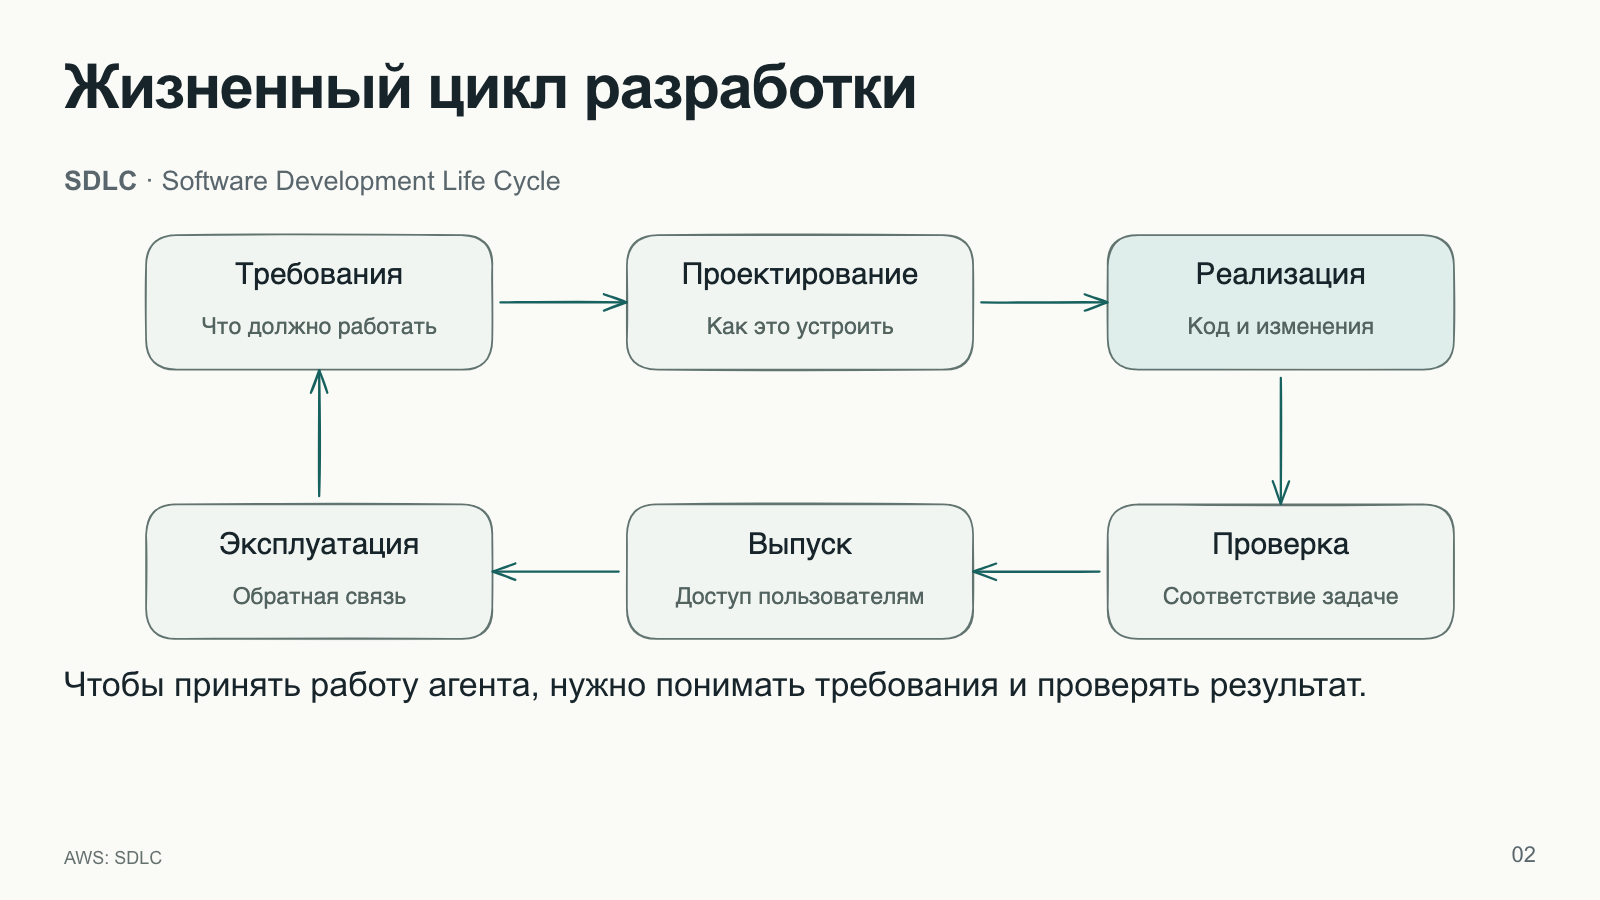 Жизненный цикл разработки
SDLC · Software Development Life Cycle
Требования
Что должно работать
Проектирование
Как это устроить
Реализация
Код и изменения
Эксплуатация
Обратная связь
Выпуск
Доступ пользователям
Проверка
Соответствие задаче
Чтобы принять работу агента, нужно понимать требования и проверять результат.
AWS: SDLC
02